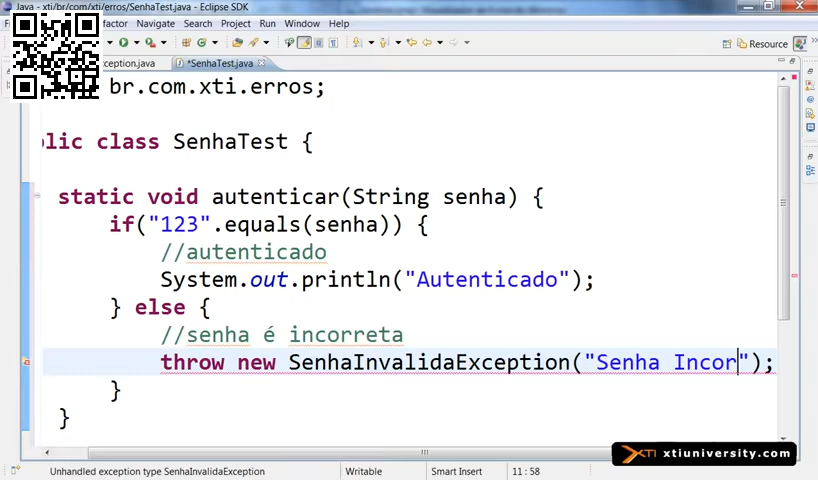 Java - xti/br/com/xti/erros/SenhaTest.java - Eclipse SDK
Refactor Navigate Search Project Run Window Help
Resource
ception.java
*SenhaTest.java
br.com.xti.erros;
lic class SenhaTest {
static void autenticar(String senha) {
if("123".equals(senha)) {
//autenticado
System.out.println("Autenticado");
} else {
//senha é incorreta
throw new SenhaInvalidaException("Senha Incor");
}
}
XTI xtiuniversity.com
Unhandled exception type SenhaInvalidaException
Writable
Smart Insert
11 : 58